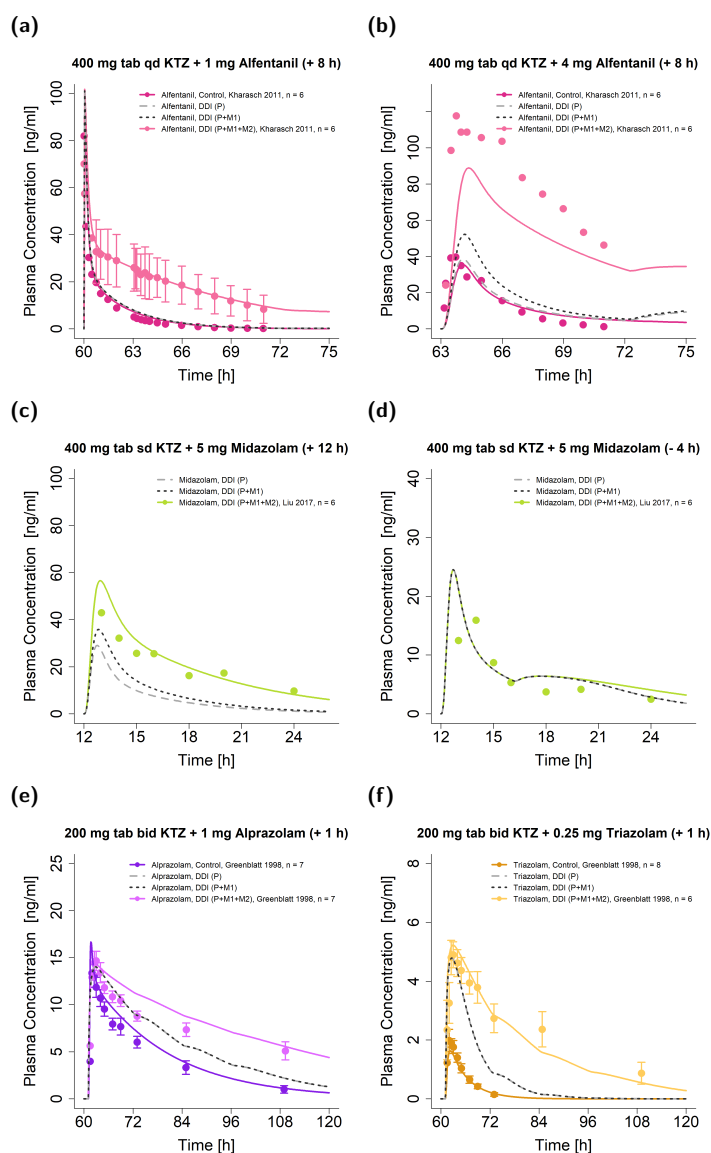 (a)
400 mg tab qd KTZ + 1 mg Alfentanil (+ 8 h)
Alfentanil, Control, Kharasch 2011, n = 6
Alfentanil, DDI (P)
Alfentanil, DDI (P+M1)
Alfentanil, DDI (P+M1+M2), Kharasch 2011, n = 6
Plasma Concentration [ng/ml]
0 20 40 60 80 100
60 63 66 69 72 75
Time [h]
(b)
400 mg tab qd KTZ + 4 mg Alfentanil (+ 8 h)
Alfentanil, Control, Kharasch 2011, n = 6
Alfentanil, DDI (P)
Alfentanil, DDI (P+M1)
Alfentanil, DDI (P+M1+M2), Kharasch 2011, n = 6
Plasma Concentration [ng/ml]
0 20 40 60 80 100
63 66 69 72 75
Time [h]
(c)
400 mg tab sd KTZ + 5 mg Midazolam (+ 12 h)
Midazolam, DDI (P)
Midazolam, DDI (P+M1)
Midazolam, DDI (P+M1+M2), Liu 2017, n = 6
Plasma Concentration [ng/ml]
0 20 40 60 80 100
12 15 18 21 24
Time [h]
(d)
400 mg tab sd KTZ + 5 mg Midazolam (- 4 h)
Midazolam, DDI (P)
Midazolam, DDI (P+M1)
Midazolam, DDI (P+M1+M2), Liu 2017, n = 6
Plasma Concentration [ng/ml]
0 10 20 30 40
12 15 18 21 24
Time [h]
(e)
200 mg tab bid KTZ + 1 mg Alprazolam (+ 1 h)
Alprazolam, Control, Greenblatt 1998, n = 7
Alprazolam, DDI (P)
Alprazolam, DDI (P+M1)
Alprazolam, DDI (P+M1+M2), Greenblatt 1998, n = 7
Plasma Concentration [ng/ml]
0 5 10 15 20 25
60 72 84 96 108 120
Time [h]
(f)
200 mg tab bid KTZ + 0.25 mg Triazolam (+ 1 h)
Triazolam, Control, Greenblatt 1998, n = 8
Triazolam, DDI (P)
Triazolam, DDI (P+M1)
Triazolam, DDI (P+M1+M2), Greenblatt 1998, n = 6
Plasma Concentration [ng/ml]
0 2 4 6 8
60 72 84 96 108 120
Time [h]